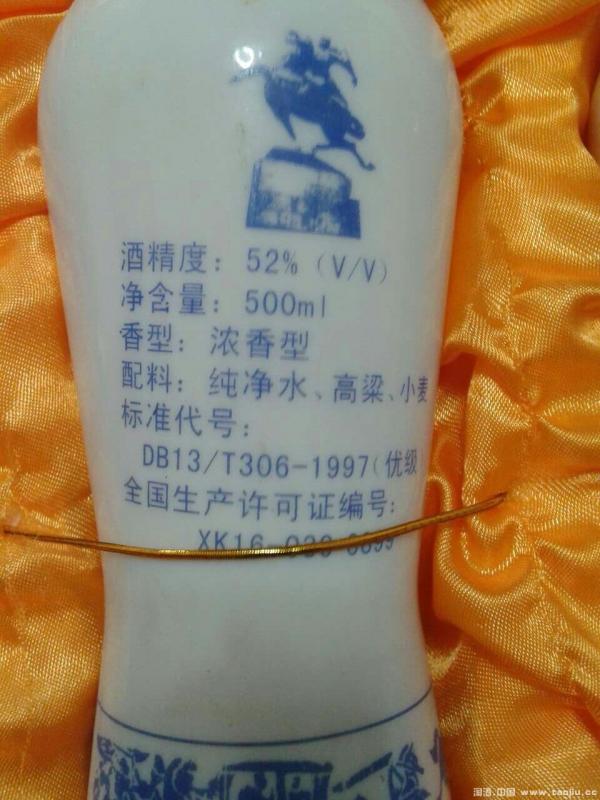 酒精度: 52% (V/V)
净含量: 500ml
香型: 浓香型
配料: 纯净水、高粱、小麦
标准代号:
DB13/T306-1997(优级)
全国生产许可证编号:
淘酒.中国 www.taojiu.cc